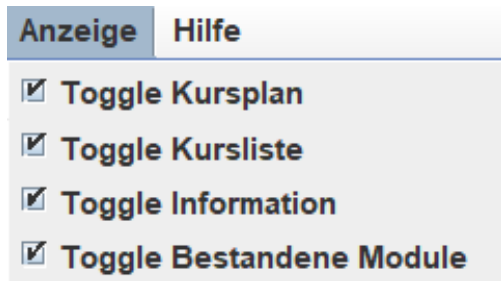 Anzeige Hilfe
Toggle Kursplan
Toggle Kursliste
Toggle Information
Toggle Bestandene Module